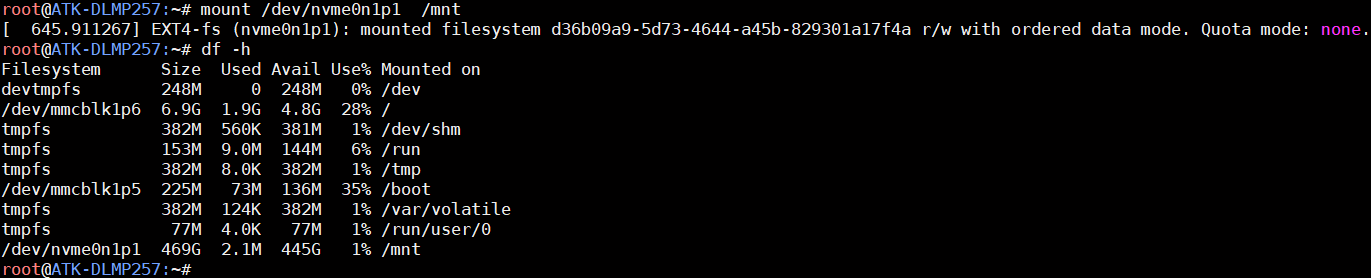 root@ATK-DLMP257:~# mount /dev/nvme0n1p1  /mnt
[  645.911267] EXT4-fs (nvme0n1p1): mounted filesystem d36b09a9-5d73-4644-a45b-829301a17f4a r/w with ordered data mode. Quota mode: none.
root@ATK-DLMP257:~# df -h
Filesystem      Size  Used Avail Use% Mounted on
devtmpfs        248M     0  248M   0% /dev
/dev/mmcblk1p6  6.9G  1.9G  4.8G  28% /
tmpfs           382M  560K  381M   1% /dev/shm
tmpfs           153M  9.0M  144M   6% /run
tmpfs           382M  8.0K  382M   1% /tmp
/dev/mmcblk1p5  225M   73M  136M  35% /boot
tmpfs           382M  124K  382M   1% /var/volatile
tmpfs            77M  4.0K   77M   1% /run/user/0
/dev/nvme0n1p1  469G  2.1M  445G   1% /mnt
root@ATK-DLMP257:~#